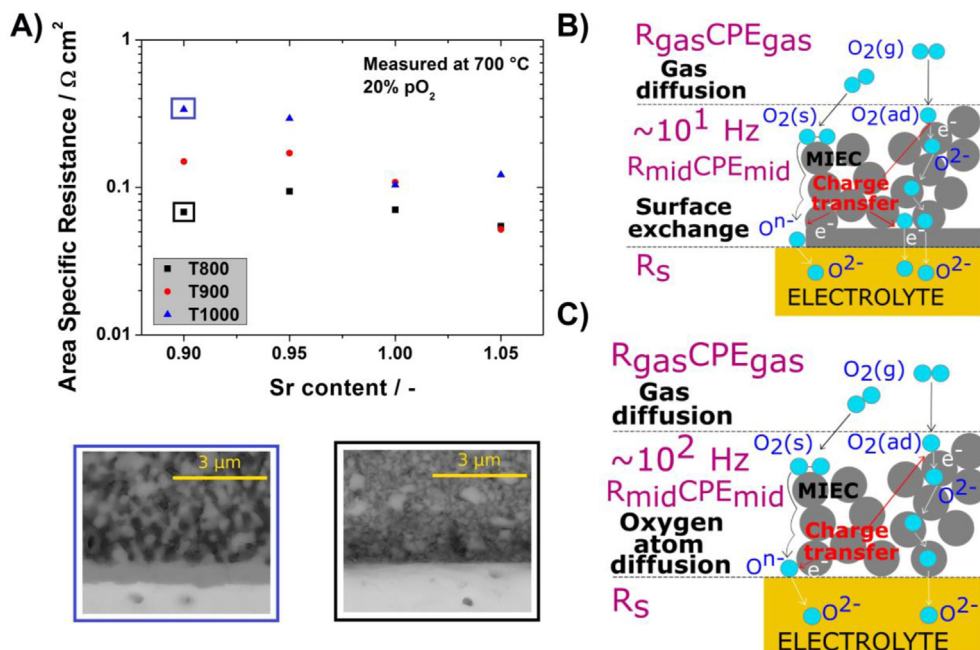 A)
Area Specific Resistance / Ω cm²
1
0.1
0.01
Measured at 700 °C
20% pO₂
T800
T900
T1000
0.90
0.95
1.00
1.05
Sr content / -
3 µm
3 µm
B)
RgasCPEgas
Gas
diffusion
O₂(g)
~10¹ Hz
RmidCPEmid
Surface
exchange
O₂(s)
O₂(ad)
e-
O²-
MIEC
Charge
transfer
Oⁿ-
e-
e-
Rs
O²-
O²-
ELECTROLYTE
C)
RgasCPEgas
Gas
diffusion
O₂(g)
~10² Hz
RmidCPEmid
Oxygen
atom
diffusion
O₂(s)
O₂(ad)
e-
O²-
MIEC
Charge
transfer
Oⁿ-
e-
Rs
O²-
O²-
ELECTROLYTE